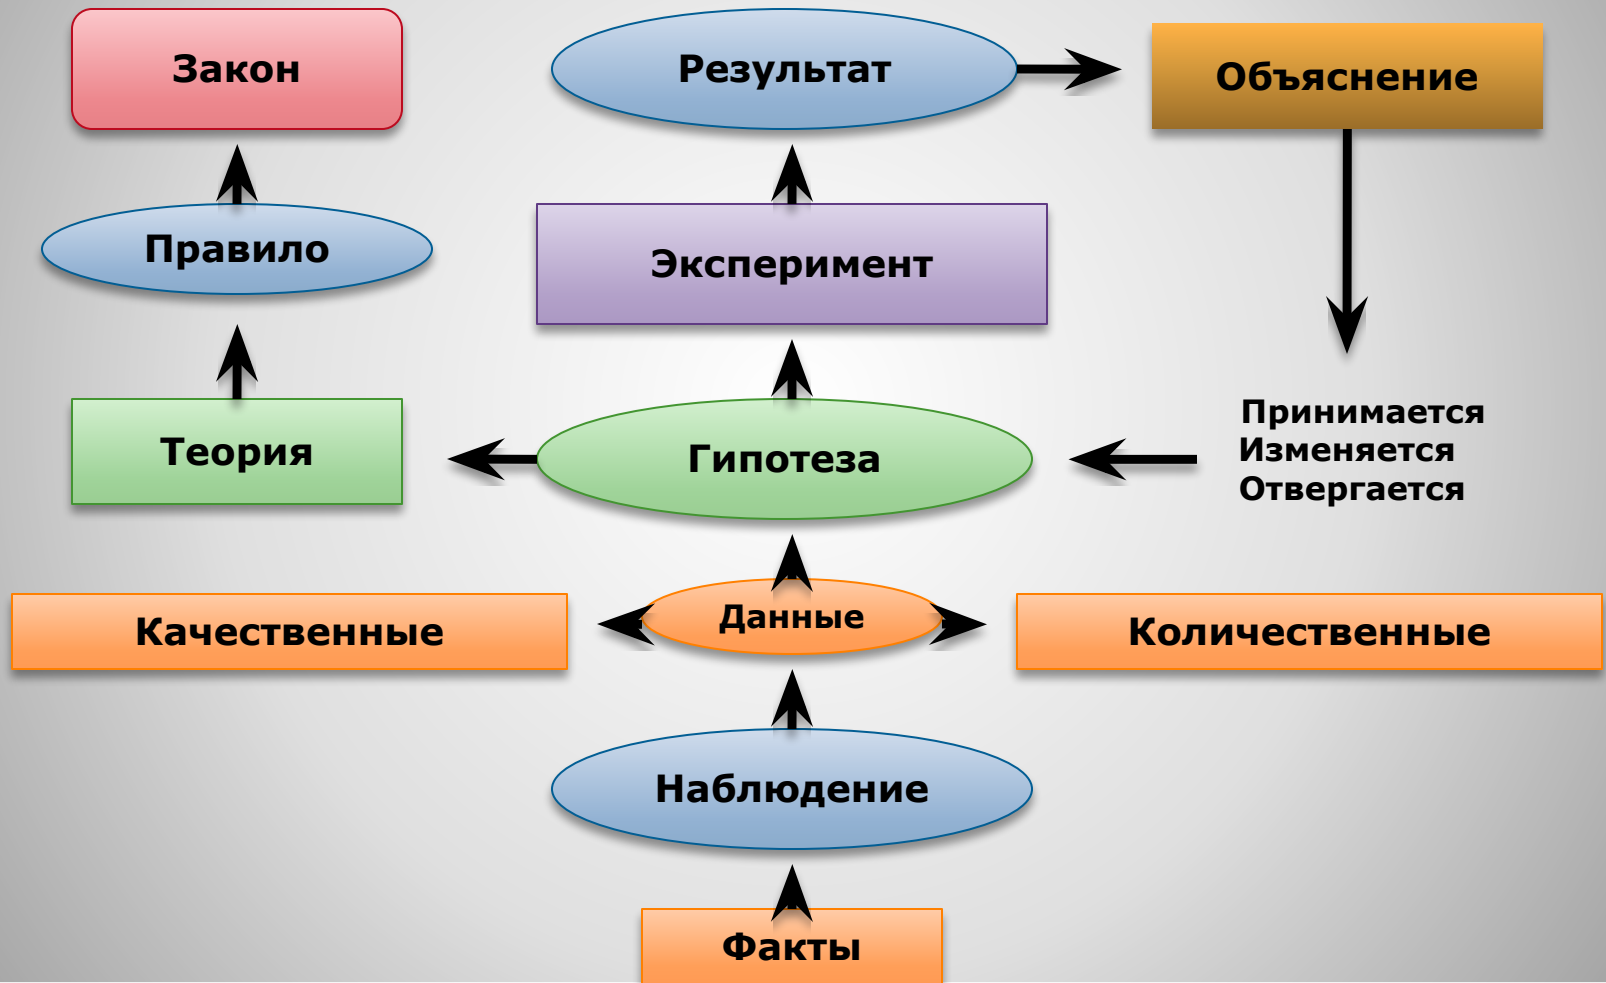 Закон
Результат
Объяснение
Правило
Эксперимент
Принимается
Изменяется
Отвергается
Теория
Гипотеза
Качественные
Данные
Количественные
Наблюдение
Факты